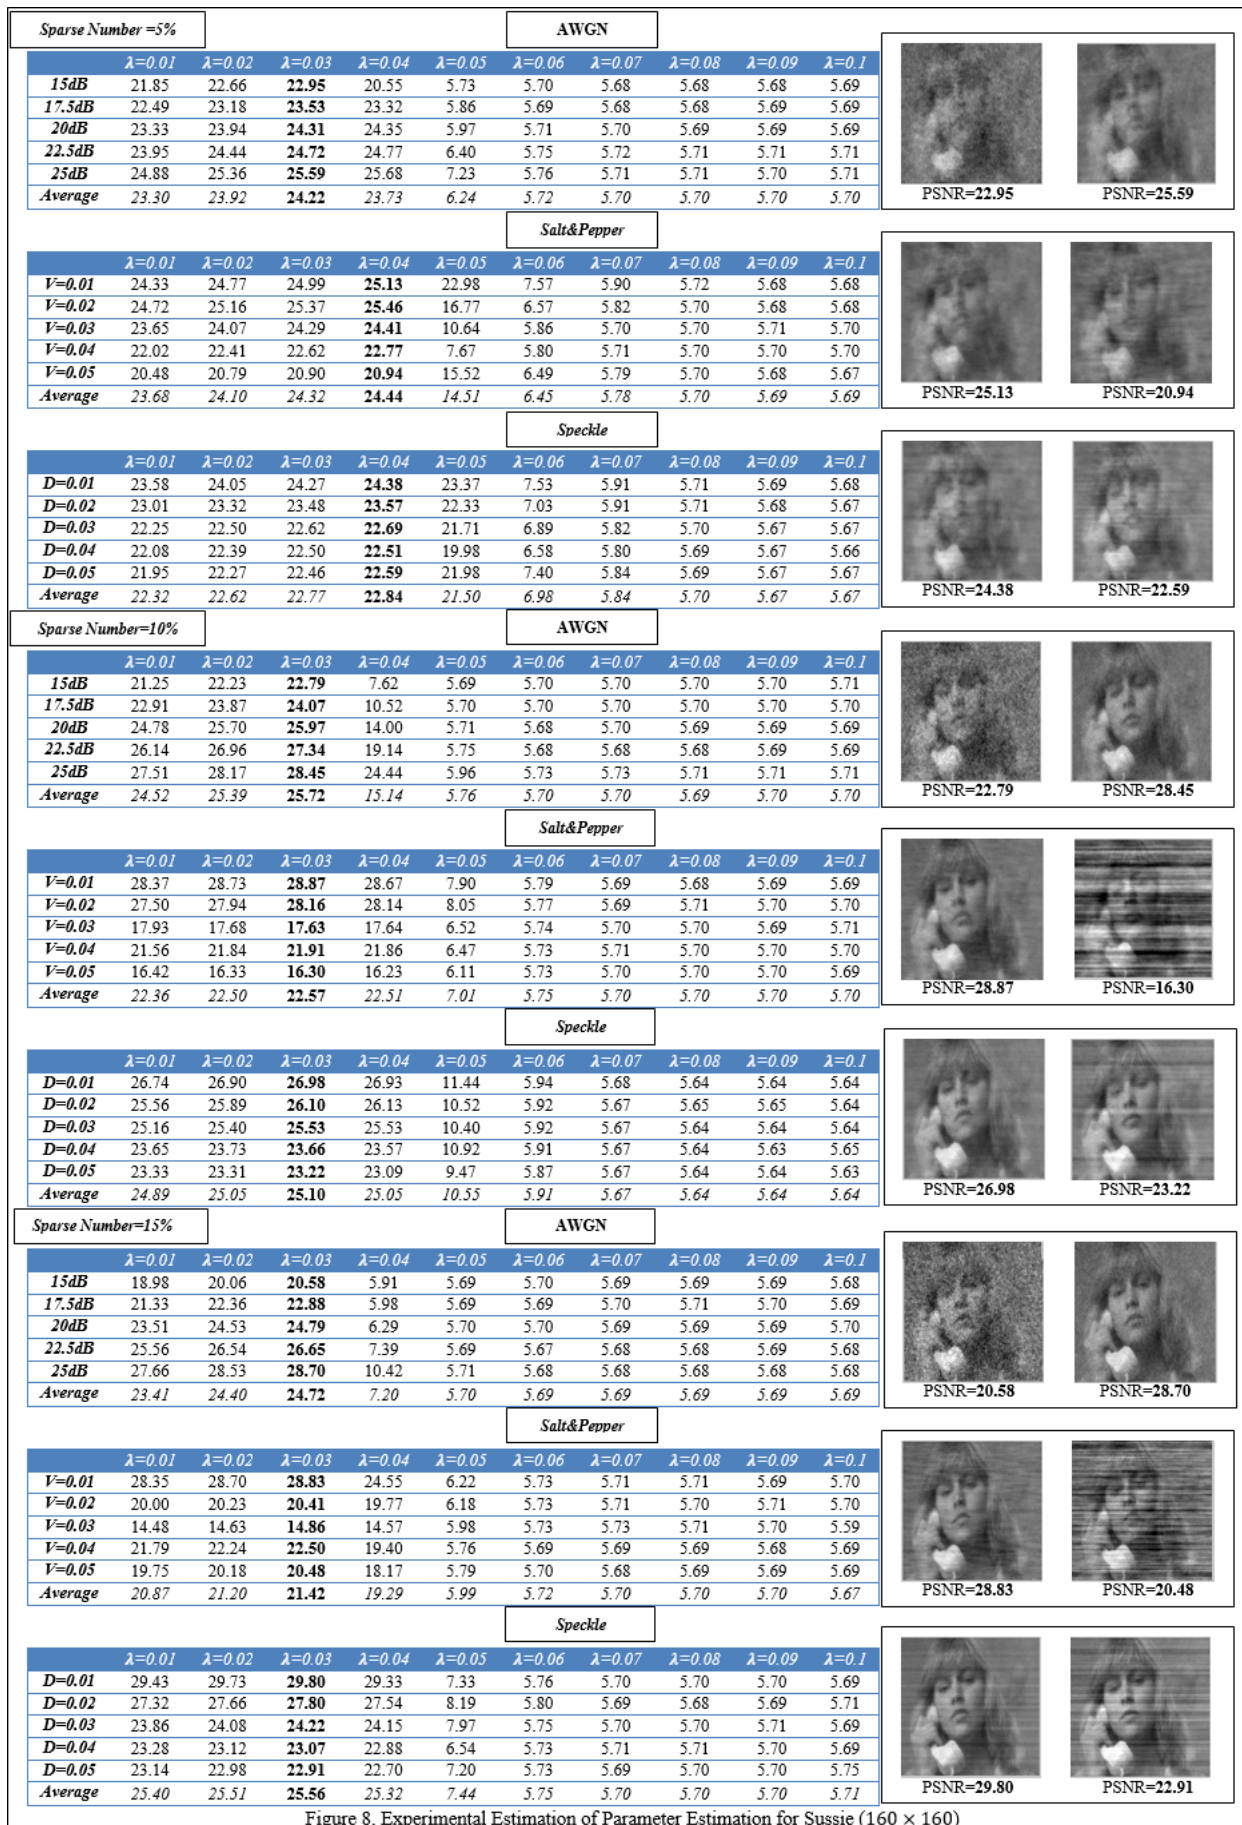 Sparse Number =5%
AWGN
λ=0.01 λ=0.02 λ=0.03 λ=0.04 λ=0.05 λ=0.06 λ=0.07 λ=0.08 λ=0.09 λ=0.1
15dB 21.85 22.66 22.95 20.55 5.73 5.70 5.68 5.68 5.68 5.69
17.5dB 22.49 23.18 23.53 23.32 5.86 5.69 5.68 5.68 5.69 5.69
20dB 23.33 23.94 24.31 24.35 5.97 5.71 5.70 5.69 5.69 5.69
22.5dB 23.95 24.44 24.72 24.77 6.40 5.75 5.72 5.71 5.71 5.71
25dB 24.88 25.36 25.59 25.68 7.23 5.76 5.71 5.71 5.70 5.71
Average 23.30 23.92 24.22 23.73 6.24 5.72 5.70 5.70 5.70 5.70
PSNR=22.95 PSNR=25.59
Salt&Pepper
λ=0.01 λ=0.02 λ=0.03 λ=0.04 λ=0.05 λ=0.06 λ=0.07 λ=0.08 λ=0.09 λ=0.1
V=0.01 24.33 24.77 24.99 25.13 22.98 7.57 5.90 5.72 5.68 5.68
V=0.02 24.72 25.16 25.37 25.46 16.77 6.57 5.82 5.70 5.68 5.68
V=0.03 23.65 24.07 24.29 24.41 10.64 5.86 5.70 5.70 5.71 5.70
V=0.04 22.02 22.41 22.62 22.77 7.67 5.80 5.71 5.70 5.70 5.70
V=0.05 20.48 20.79 20.90 20.94 15.52 6.49 5.79 5.70 5.68 5.67
Average 23.68 24.10 24.32 24.44 14.51 6.45 5.78 5.70 5.69 5.69
PSNR=25.13 PSNR=20.94
Speckle
λ=0.01 λ=0.02 λ=0.03 λ=0.04 λ=0.05 λ=0.06 λ=0.07 λ=0.08 λ=0.09 λ=0.1
D=0.01 23.58 24.05 24.27 24.38 23.37 7.53 5.91 5.71 5.69 5.68
D=0.02 23.01 23.32 23.48 23.57 22.33 7.03 5.91 5.71 5.68 5.67
D=0.03 22.25 22.50 22.62 22.69 21.71 6.89 5.82 5.70 5.67 5.67
D=0.04 22.08 22.39 22.50 22.51 19.98 6.58 5.80 5.69 5.67 5.66
D=0.05 21.95 22.27 22.46 22.59 21.98 7.40 5.84 5.69 5.67 5.67
Average 22.32 22.62 22.77 22.84 21.50 6.98 5.84 5.70 5.67 5.67
PSNR=24.38 PSNR=22.59
Sparse Number=10%
AWGN
λ=0.01 λ=0.02 λ=0.03 λ=0.04 λ=0.05 λ=0.06 λ=0.07 λ=0.08 λ=0.09 λ=0.1
15dB 21.25 22.23 22.79 7.62 5.69 5.70 5.70 5.70 5.70 5.71
17.5dB 22.91 23.87 24.07 10.52 5.70 5.70 5.70 5.70 5.70 5.70
20dB 24.78 25.70 25.97 14.00 5.71 5.68 5.70 5.69 5.69 5.69
22.5dB 26.14 26.96 27.34 19.14 5.75 5.68 5.68 5.68 5.69 5.69
25dB 27.51 28.17 28.45 24.44 5.96 5.73 5.73 5.71 5.71 5.71
Average 24.52 25.39 25.72 15.14 5.76 5.70 5.70 5.69 5.70 5.70
PSNR=22.79 PSNR=28.45
Salt&Pepper
λ=0.01 λ=0.02 λ=0.03 λ=0.04 λ=0.05 λ=0.06 λ=0.07 λ=0.08 λ=0.09 λ=0.1
V=0.01 28.37 28.73 28.87 28.67 7.90 5.79 5.69 5.68 5.69 5.69
V=0.02 27.50 27.94 28.16 28.14 8.05 5.77 5.69 5.71 5.70 5.70
V=0.03 17.93 17.68 17.63 17.64 6.52 5.74 5.70 5.70 5.69 5.71
V=0.04 21.56 21.84 21.91 21.86 6.47 5.73 5.71 5.70 5.70 5.70
V=0.05 16.42 16.33 16.30 16.23 6.11 5.73 5.70 5.70 5.70 5.69
Average 22.36 22.50 22.57 22.51 7.01 5.75 5.70 5.70 5.70 5.70
PSNR=28.87 PSNR=16.30
Speckle
λ=0.01 λ=0.02 λ=0.03 λ=0.04 λ=0.05 λ=0.06 λ=0.07 λ=0.08 λ=0.09 λ=0.1
D=0.01 26.74 26.90 26.98 26.93 11.44 5.94 5.68 5.64 5.64 5.64
D=0.02 25.56 25.89 26.10 26.13 10.52 5.92 5.67 5.65 5.65 5.64
D=0.03 25.16 25.40 25.53 25.53 10.40 5.92 5.67 5.64 5.64 5.64
D=0.04 23.65 23.73 23.66 23.57 10.92 5.91 5.67 5.64 5.63 5.65
D=0.05 23.33 23.31 23.22 23.09 9.47 5.87 5.67 5.64 5.64 5.63
Average 24.89 25.05 25.10 25.05 10.55 5.91 5.67 5.64 5.64 5.64
PSNR=26.98 PSNR=23.22
Sparse Number=15%
AWGN
λ=0.01 λ=0.02 λ=0.03 λ=0.04 λ=0.05 λ=0.06 λ=0.07 λ=0.08 λ=0.09 λ=0.1
15dB 18.98 20.06 20.58 5.91 5.69 5.70 5.69 5.69 5.69 5.68
17.5dB 21.33 22.36 22.88 5.98 5.69 5.69 5.70 5.71 5.70 5.69
20dB 23.51 24.53 24.79 6.29 5.70 5.70 5.69 5.69 5.69 5.70
22.5dB 25.56 26.54 26.65 7.39 5.69 5.67 5.68 5.68 5.69 5.68
25dB 27.66 28.53 28.70 10.42 5.71 5.68 5.68 5.68 5.68 5.68
Average 23.41 24.40 24.72 7.20 5.70 5.69 5.69 5.69 5.69 5.69
PSNR=20.58 PSNR=28.70
Salt&Pepper
λ=0.01 λ=0.02 λ=0.03 λ=0.04 λ=0.05 λ=0.06 λ=0.07 λ=0.08 λ=0.09 λ=0.1
V=0.01 28.35 28.70 28.83 24.55 6.22 5.73 5.71 5.71 5.69 5.70
V=0.02 20.00 20.23 20.41 19.77 6.18 5.73 5.71 5.70 5.71 5.70
V=0.03 14.48 14.63 14.86 14.57 5.98 5.73 5.73 5.71 5.70 5.59
V=0.04 21.79 22.24 22.50 19.40 5.76 5.69 5.69 5.69 5.68 5.69
V=0.05 19.75 20.18 20.48 18.17 5.79 5.70 5.68 5.69 5.69 5.69
Average 20.87 21.20 21.42 19.29 5.99 5.72 5.70 5.70 5.70 5.67
PSNR=28.83 PSNR=20.48
Speckle
λ=0.01 λ=0.02 λ=0.03 λ=0.04 λ=0.05 λ=0.06 λ=0.07 λ=0.08 λ=0.09 λ=0.1
D=0.01 29.43 29.73 29.80 29.33 7.33 5.76 5.70 5.70 5.70 5.69
D=0.02 27.32 27.66 27.80 27.54 8.19 5.80 5.69 5.68 5.69 5.71
D=0.03 23.86 24.08 24.22 24.15 7.97 5.75 5.70 5.70 5.71 5.69
D=0.04 23.28 23.12 23.07 22.88 6.54 5.73 5.71 5.71 5.70 5.69
D=0.05 23.14 22.98 22.91 22.70 7.20 5.73 5.69 5.70 5.70 5.75
Average 25.40 25.51 25.56 25.32 7.44 5.75 5.70 5.70 5.70 5.71
PSNR=29.80 PSNR=22.91
Figure 8. Experimental Estimation of Parameter Estimation for Sussie (160 × 160)